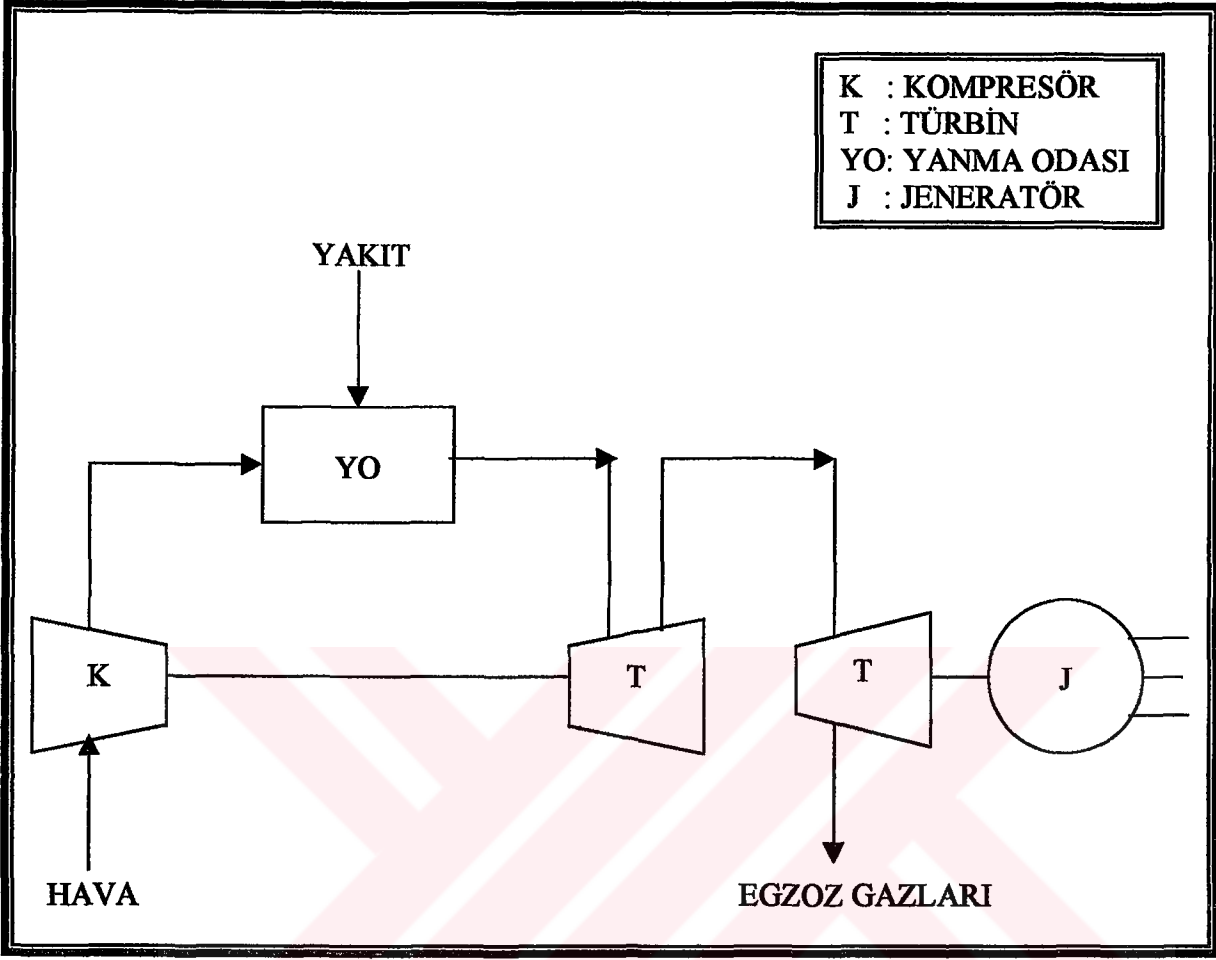 K : KOMPRESÖR
T : TÜRBİN
YO: YANMA ODASI
J : JENERATÖR
YAKIT
YO
K
T
T
J
HAVA
EGZOZ GAZLARI